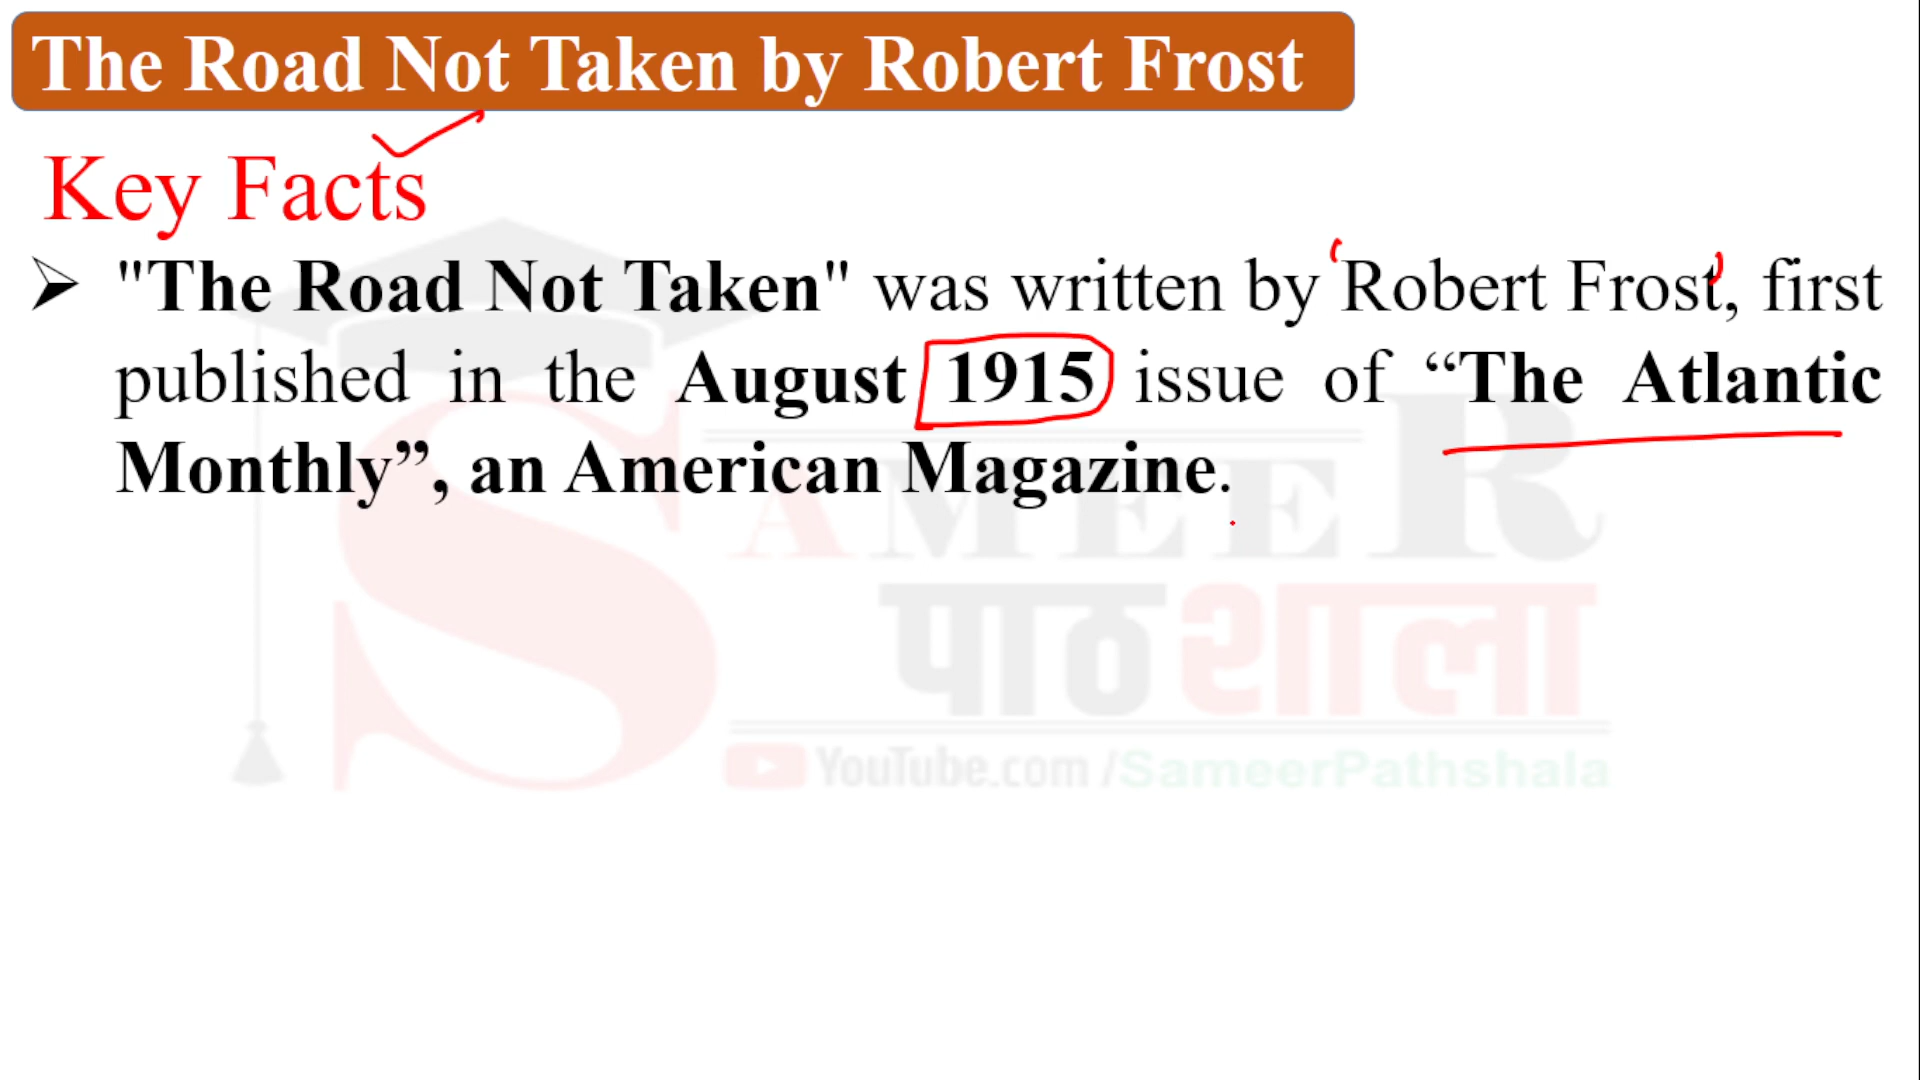 The Road Not Taken by Robert Frost
Key Facts
➢ "The Road Not Taken" was written by 'Robert Frost', first
published in the August 1915 issue of “The Atlantic
Monthly”, an American Magazine.
SAMEER
पाठशाला
YouTube.com /SameerPathshala